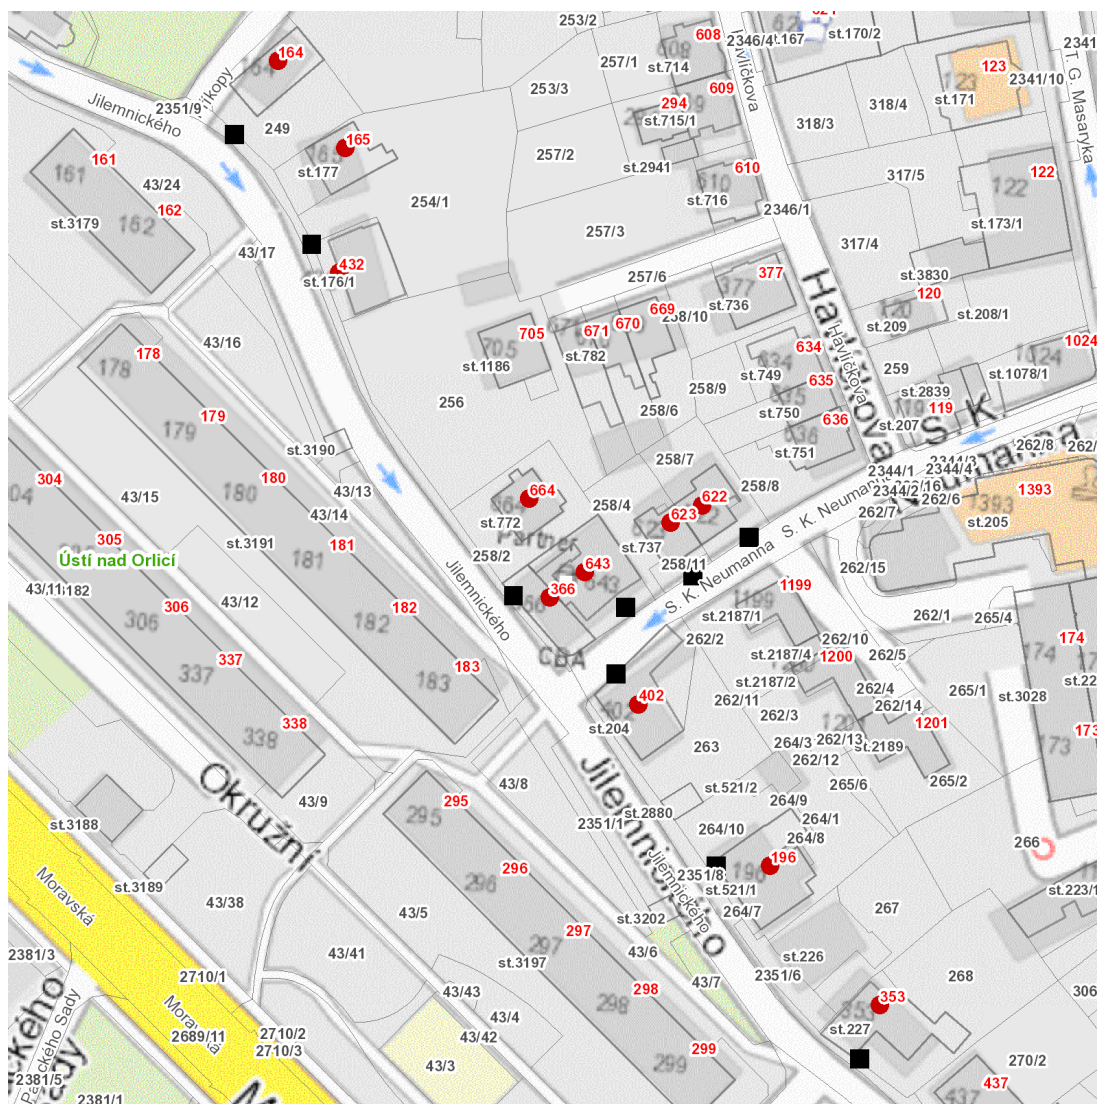 253/2
608
2346/4
167
st.170/2
164
257/1
st.714
2341
T. G. Masaryka
123
2341/10
st.171
609
253/3
294
318/4
Jilemnického
2351/9
249
st.715/1
318/3
Havlíčkova
165
st.177
257/2
st.2941
610
317/5
122
161
43/24
162
st.3179
254/1
st.716
2346/1
st.173/1
43/17
257/3
317/4
432
st.176/1
257/6
377
st.736
st.3830
120
st.208/1
669
258/10
670
671
st.782
705
st.1186
st.209
43/16
178
634
Havlíčkova
1024
st.749
259
st.1078/1
635
st.2839
256
258/9
119
st.207
S. K. Neumanna
179
258/6
st.750
636
st.751
st.3190
262/8
2344/3
2344/4
2344/1
304
180
43/15
43/13
258/7
258/8
262/16
2344/2
262/6
1393
664
622
258/4
43/14
623
262/7
st.205
st.772
305
st.3191
181
st.737
S. K. Neumanna
Ústí nad Orlicí
258/2
Partner
258/11
262/15
643
366
Jilemnického
43/11
182
43/12
306
182
1199
S. K. Neumanna
st.2187/1
262/1
265/4
262/2
262/10
174
337
CBA
st.2187/4
1200
262/5
183
st.2187/2
262/4
265/1
st.3028
402
262/11
262/14
338
st.204
262/3
1201
263
264/3
262/13
st.2189
262/12
173
Okružní
43/8
Jilemnického
st.521/2
265/6
265/2
43/9
295
264/9
st.3188
2351/1
st.2880
264/10
264/1
264/8
266
296
196
2351/8
Moravská
st.3189
st.521/1
st.223/1
43/38
43/5
Jilemnického
264/7
267
st.3202
297
2381/3
43/41
43/6
st.226
st.3197
2710/1
2351/6
268
298
43/7
43/43
353
306
43/4
st.227
Moravská
2689/11
2710/2
43/42
2710/3
299
43/3
270/2
2381/5
437
2381/1
Palackého Sady